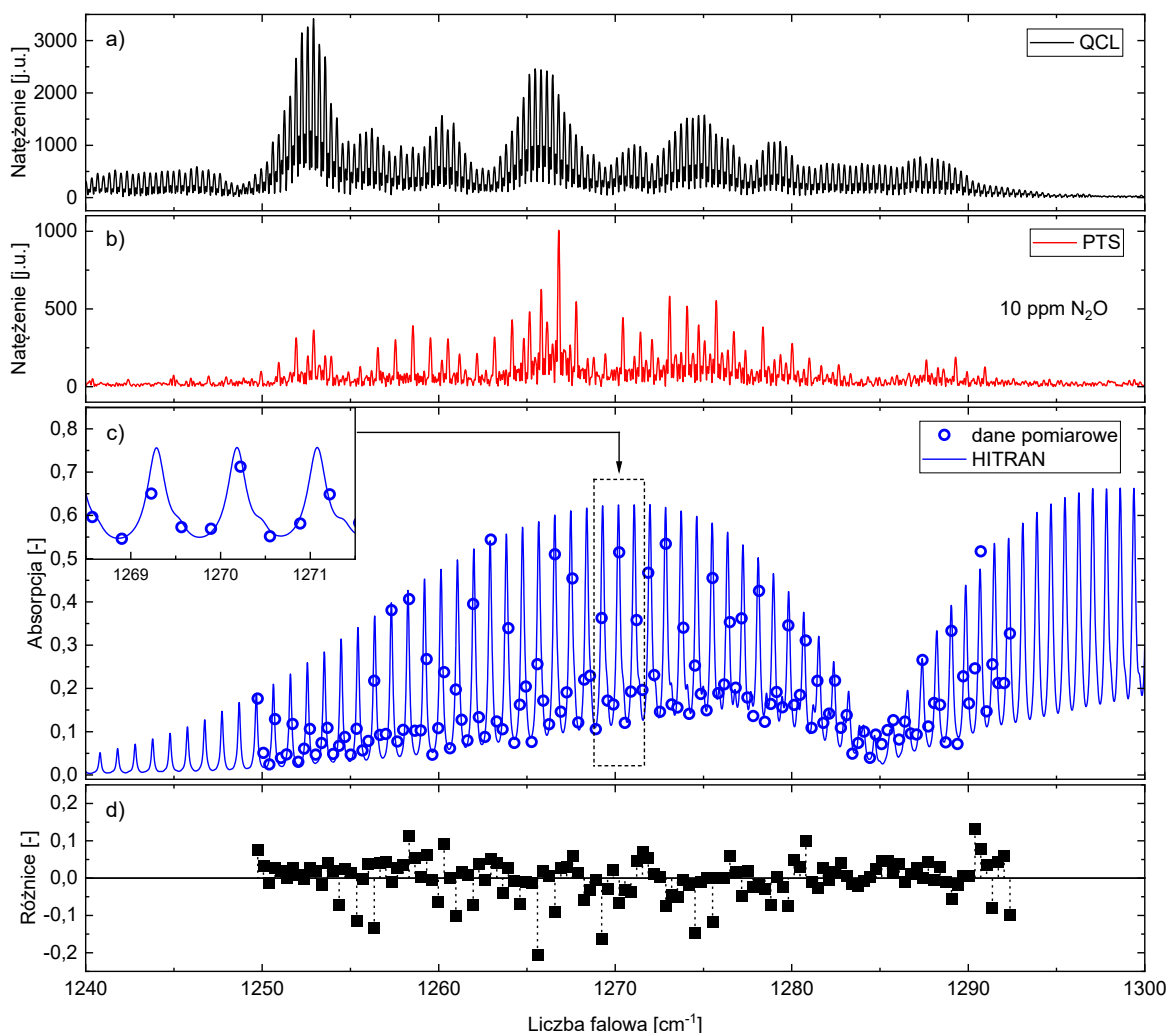 a)
QCL
Natężenie [j.u.]
3000
2000
1000
0
b)
PTS
Natężenie [j.u.]
1000
500
0
10 ppm N₂O
c)
dane pomiarowe
HITRAN
Absorpcja [-]
0,8
0,7
0,6
0,5
0,4
0,3
0,2
0,1
0,0
1269 1270 1271
d)
Różnice [-]
0,2
0,1
0,0
-0,1
-0,2
1240 1250 1260 1270 1280 1290 1300
Liczba falowa [cm⁻¹]